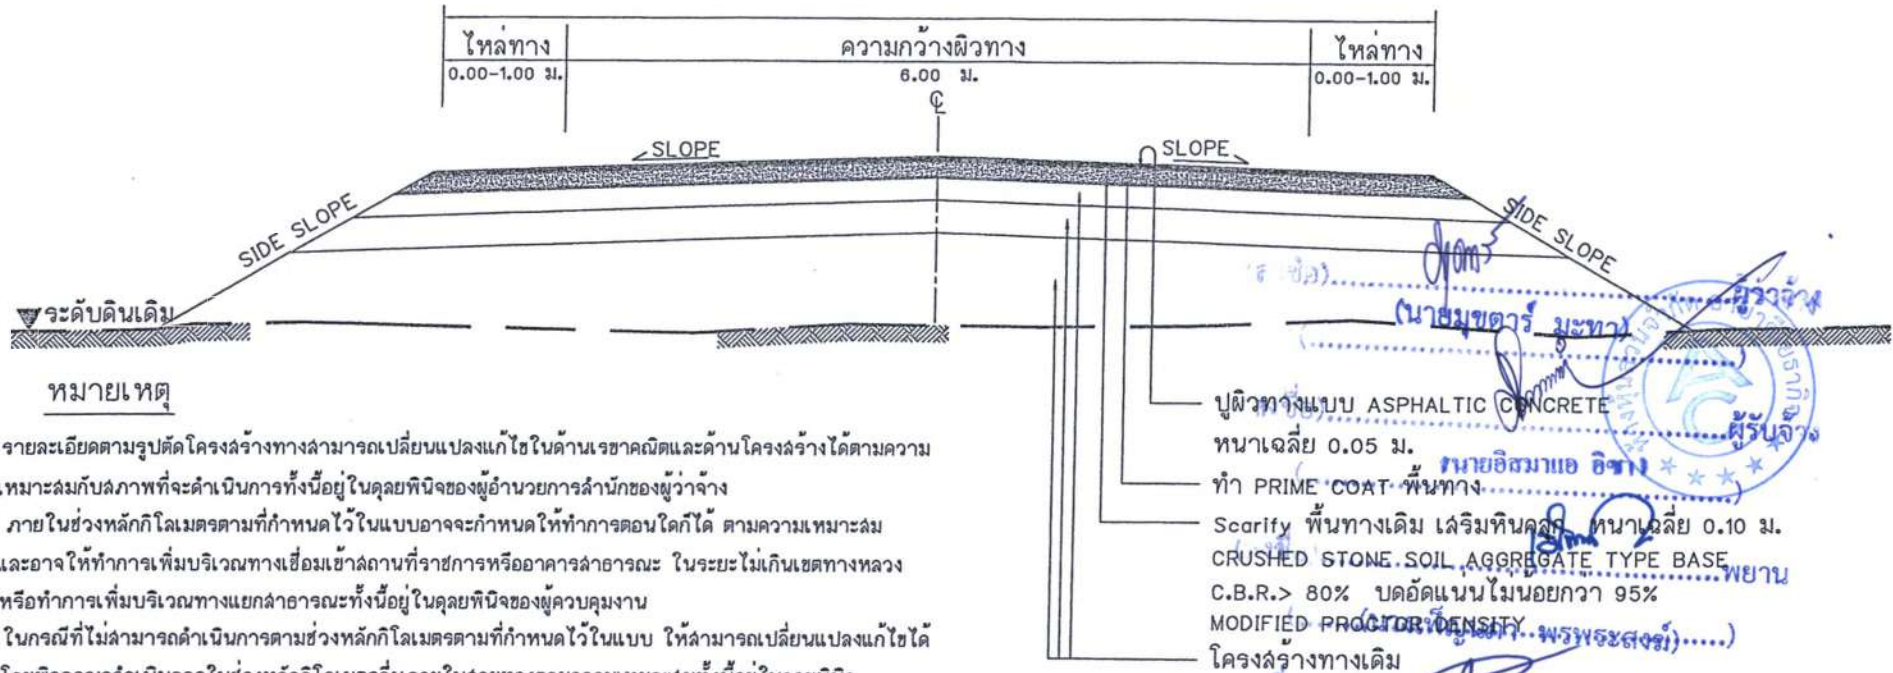 ไหล่ทาง ความกว้างผิวทาง ไหล่ทาง
0.00-1.00 ม. 6.00 ม. 0.00-1.00 ม.
℄
SLOPE SLOPE
SIDE SLOPE SIDE SLOPE
ระดับดินเดิม
ผู้ว่าจ้าง
(นายมุขตาร์ มะทา)
หมายเหตุ
รายละเอียดตามรูปตัดโครงสร้างทางสามารถเปลี่ยนแปลงแก้ไขในด้านเรขาคณิตและด้านโครงสร้างได้ตามความ
เหมาะสมกับสภาพที่จะดำเนินการทั้งนี้อยู่ในดุลยพินิจของผู้อำนวยการสำนักของผู้ว่าจ้าง
ภายในช่วงหลักกิโลเมตรตามที่กำหนดไว้ในแบบอาจจะกำหนดให้ทำการตอนใดก็ได้ ตามความเหมาะสม
และอาจให้ทำการเพิ่มบริเวณทางเชื่อมเข้าสถานที่ราชการหรืออาคารสาธารณะ ในระยะไม่เกินเขตทางหลวง
หรือทำการเพิ่มบริเวณทางแยกสาธารณะทั้งนี้อยู่ในดุลยพินิจของผู้ควบคุมงาน
ในกรณีที่ไม่สามารถดำเนินการตามช่วงหลักกิโลเมตรตามที่กำหนดไว้ในแบบ ให้สามารถเปลี่ยนแปลงแก้ไขได้
ปูผิวทางแบบ ASPHALTIC CONCRETE
ผู้รับจ้าง
หนาเฉลี่ย 0.05 ม.
นายอิสมาแอ
ทำ PRIME COAT พื้นทาง
Scarify พื้นทางเดิม เสริมหินคลุก หนาเฉลี่ย 0.10 ม.
CRUSHED STONE SOIL AGGREGATE TYPE BASE
พยาน
C.B.R.> 80% บดอัดแน่นไม่น้อยกว่า 95%
MODIFIED PROCTOR DENSITY
พรพระสงฆ์)
โครงสร้างทางเดิม